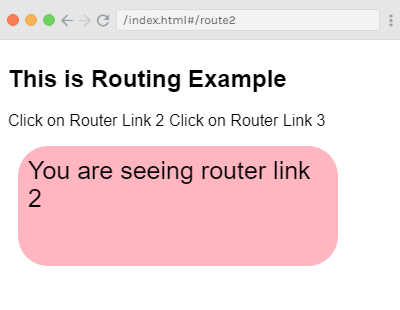 /index.html#/route2
This is Routing Example
Click on Router Link 2 Click on Router Link 3
You are seeing router link
2